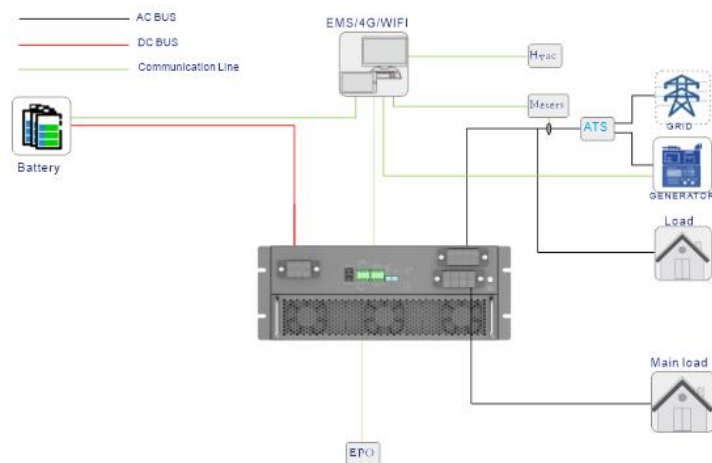 AC BUS
EMS/4G/WIFI
DC BUS
Communication Line
Hvac
Meters
ATS
GRID
Battery
GENERATOR
Load
Main load
EPO